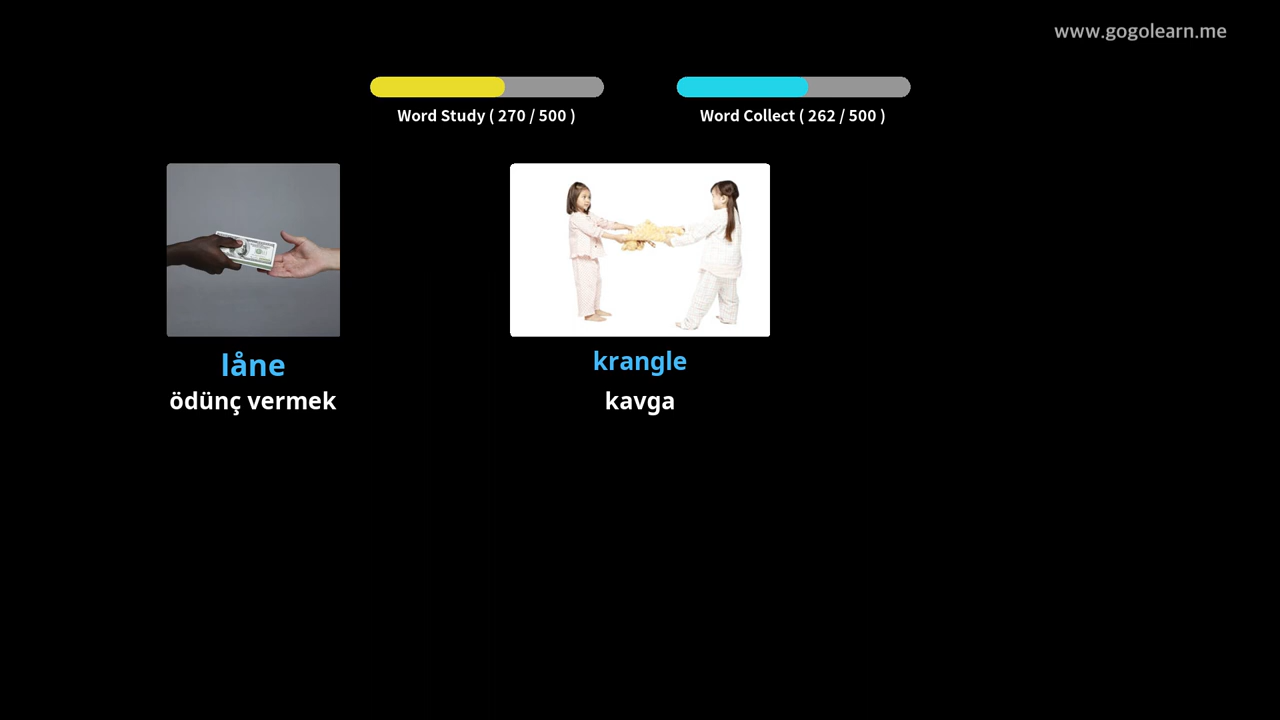 www.gogolearn.me
Word Study ( 270 / 500 )
Word Collect ( 262 / 500 )
låne
ödünç vermek
krangle
kavga